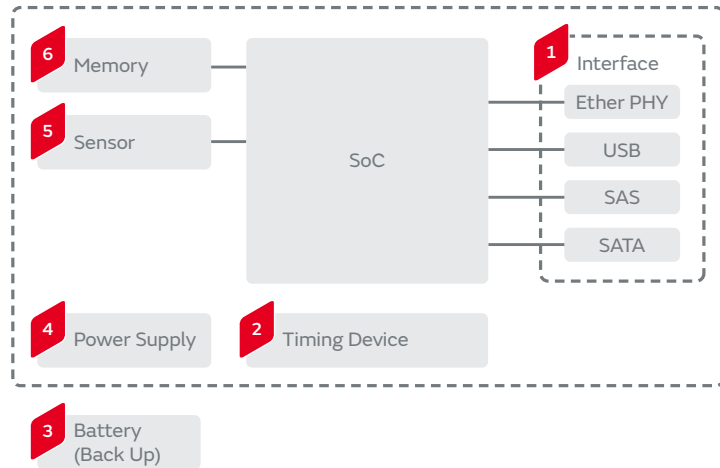 6
Memory
1
Interface
5
Sensor
SoC
Ether PHY
USB
SAS
SATA
4
Power Supply
2
Timing Device
3
Battery
(Back Up)